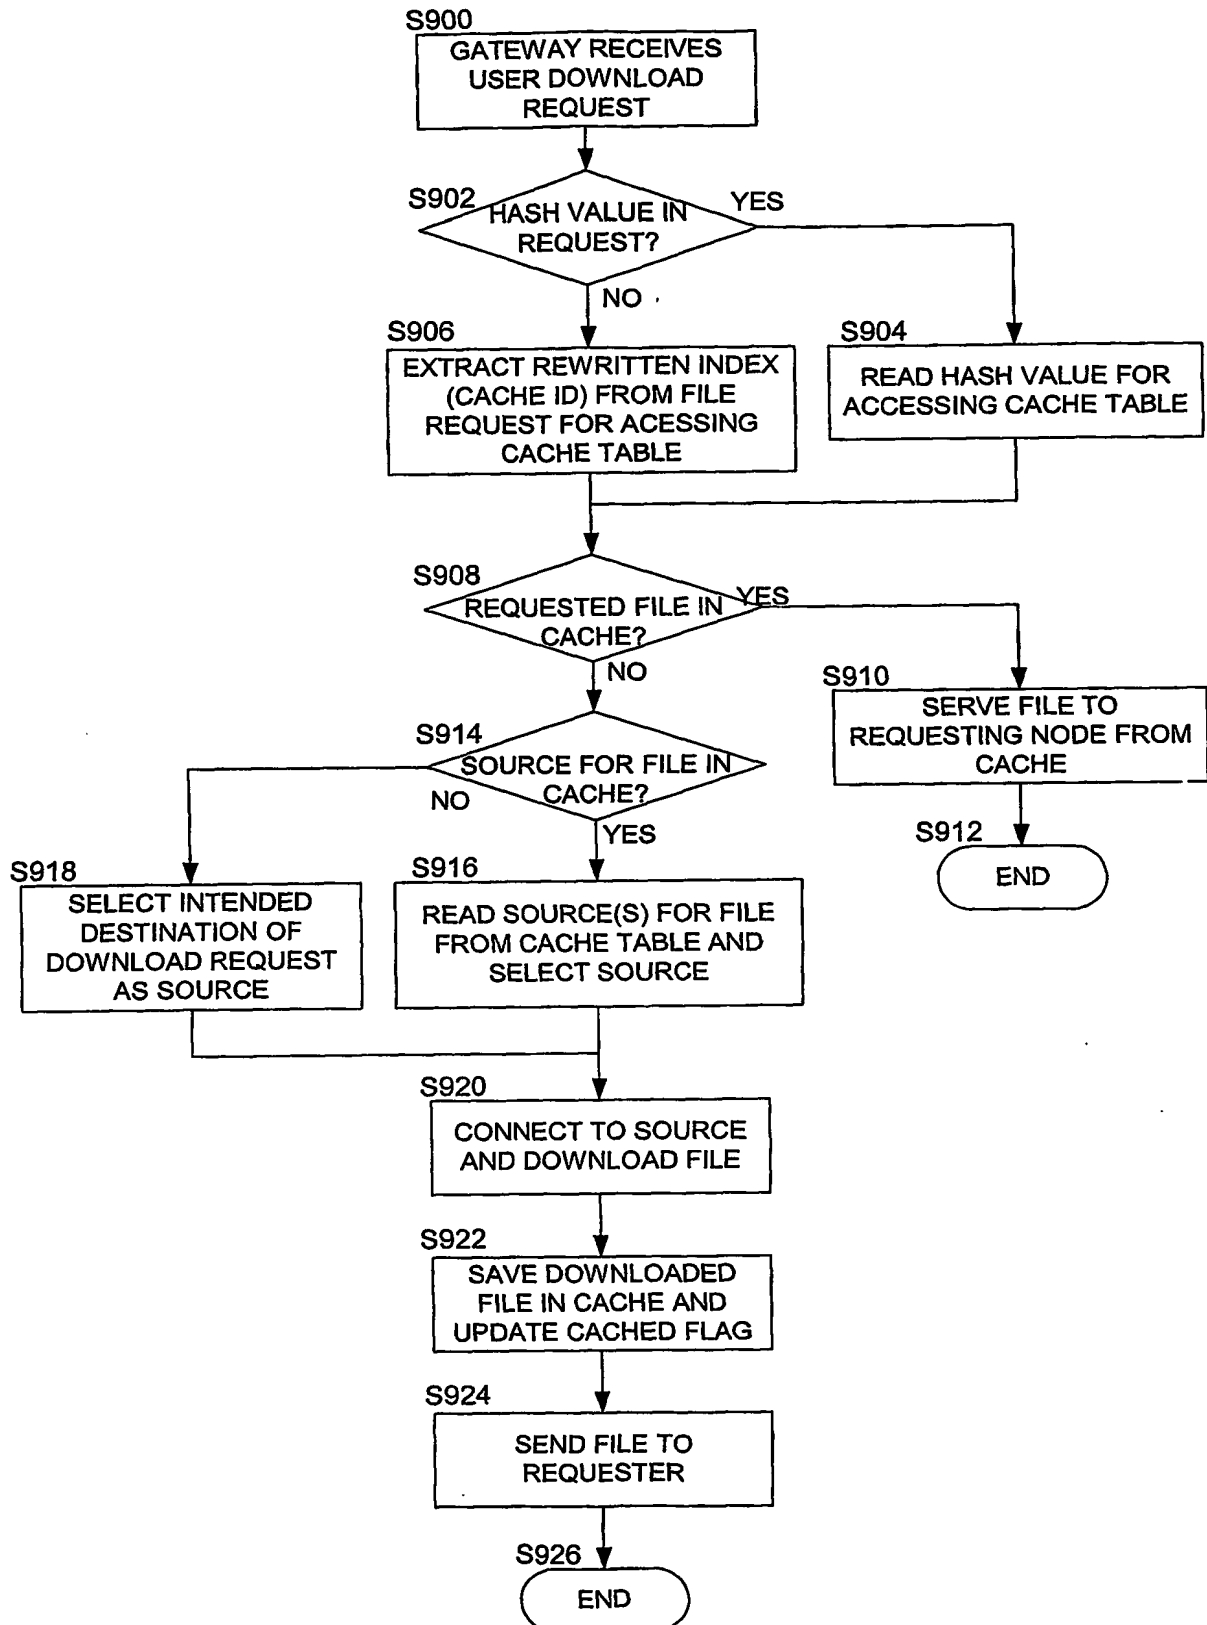 S900
GATEWAY RECEIVES
USER DOWNLOAD
REQUEST
S902
HASH VALUE IN
REQUEST?
YES
NO
S906
EXTRACT REWRITTEN INDEX
(CACHE ID) FROM FILE
REQUEST FOR ACESSING
CACHE TABLE
S904
READ HASH VALUE FOR
ACCESSING CACHE TABLE
S908
REQUESTED FILE IN
CACHE?
YES
NO
S910
SERVE FILE TO
REQUESTING NODE FROM
CACHE
S912
END
S914
SOURCE FOR FILE IN
CACHE?
NO
YES
S918
SELECT INTENDED
DESTINATION OF
DOWNLOAD REQUEST
AS SOURCE
S916
READ SOURCE(S) FOR FILE
FROM CACHE TABLE AND
SELECT SOURCE
S920
CONNECT TO SOURCE
AND DOWNLOAD FILE
S922
SAVE DOWNLOADED
FILE IN CACHE AND
UPDATE CACHED FLAG
S924
SEND FILE TO
REQUESTER
S926
END